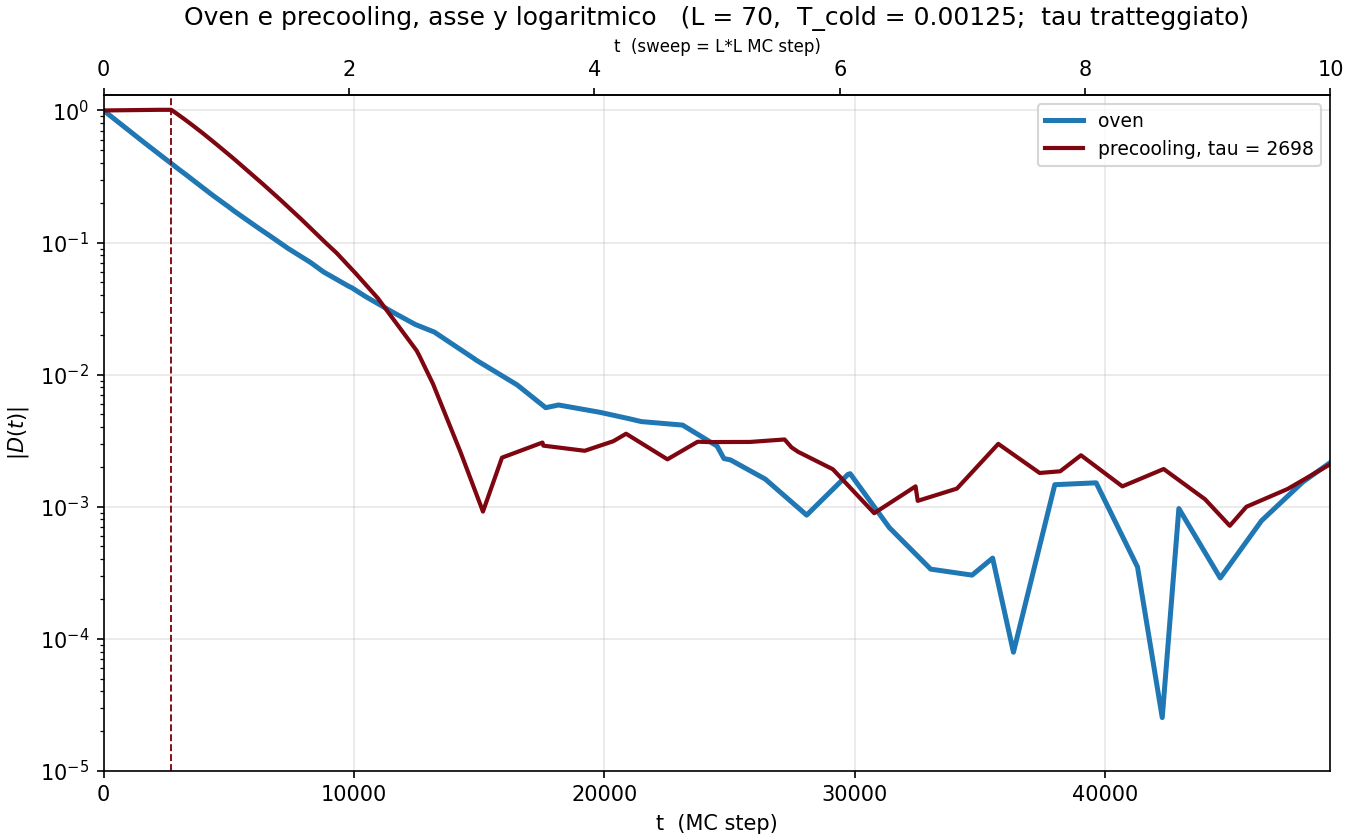 Oven e precooling, asse y logaritmico (L = 70, T_cold = 0.00125; tau tratteggiato)
t (sweep = L*L MC step)
0 2 4 6 8 10
oven
precooling, tau = 2698
|D(t)|
10⁰
10⁻¹
10⁻²
10⁻³
10⁻⁴
10⁻⁵
0 10000 20000 30000 40000
t (MC step)